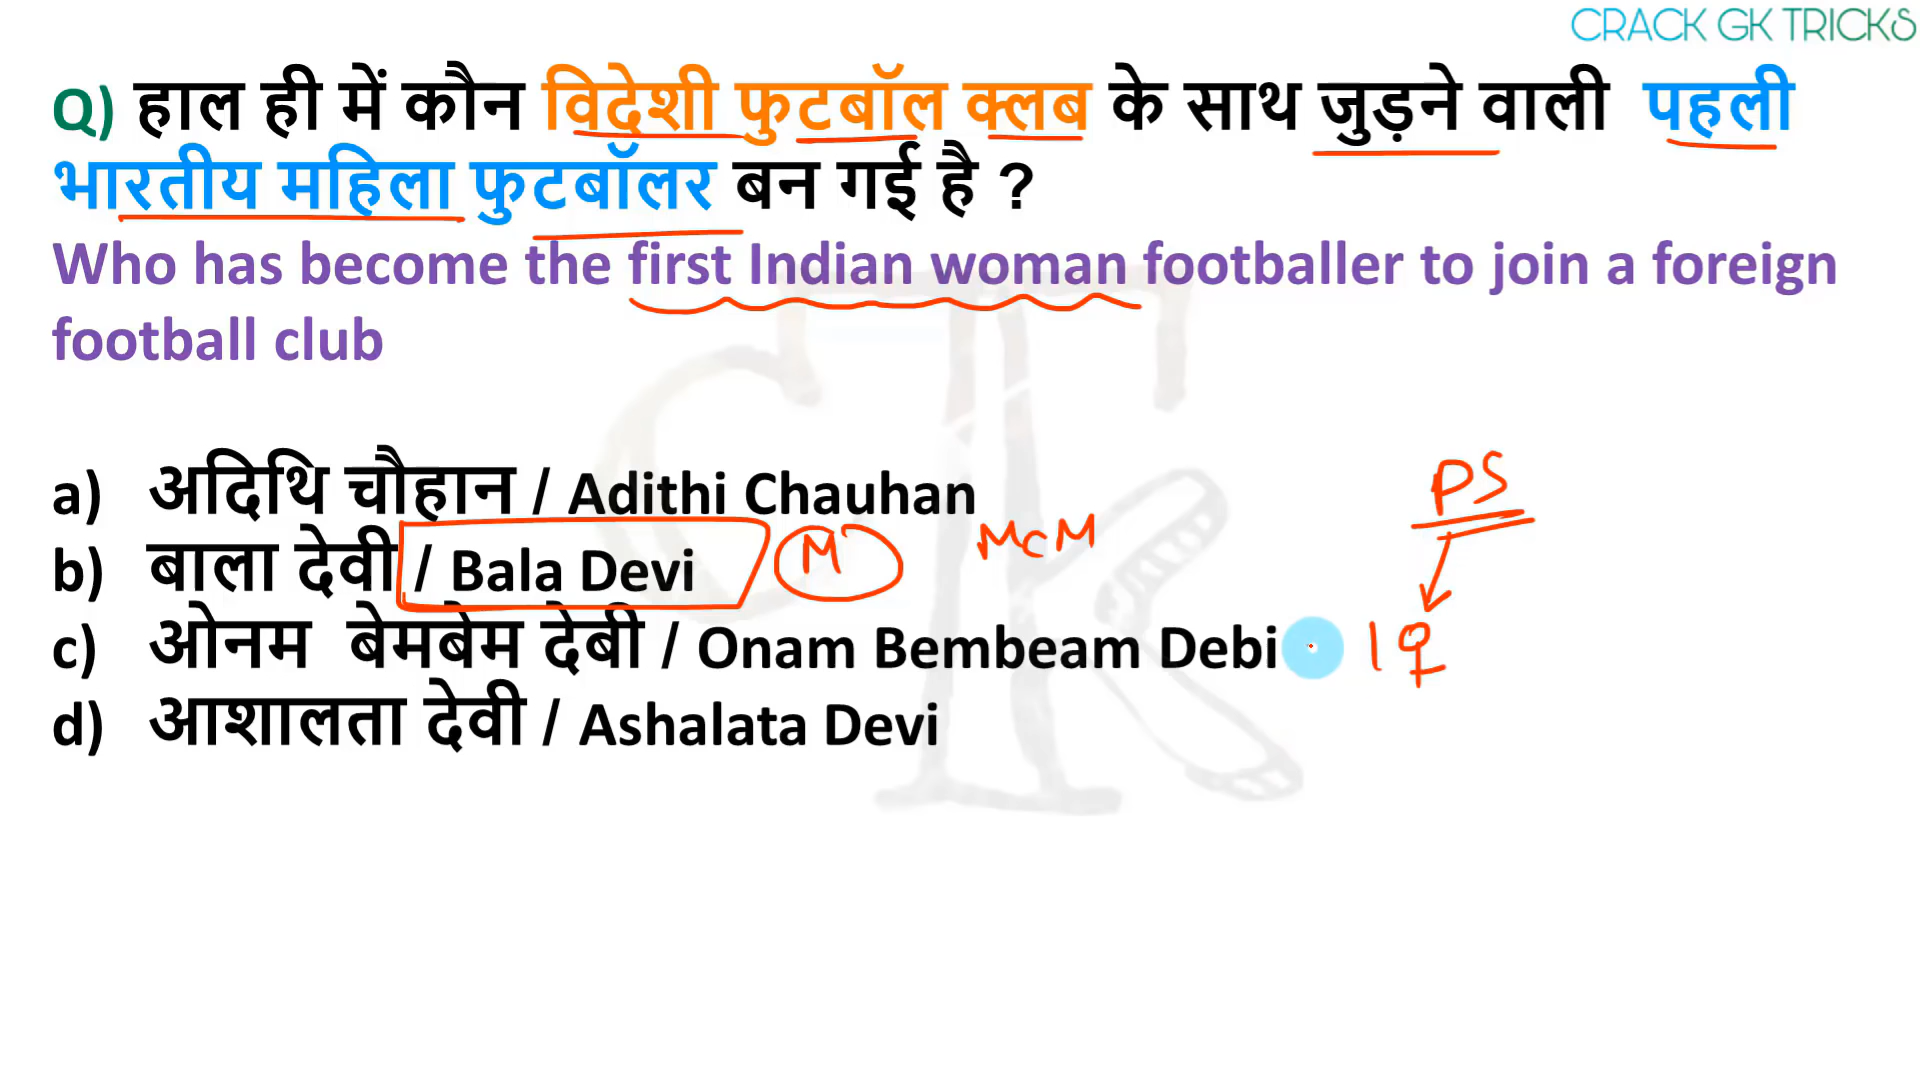 CRACK GK TRICKS
Q) हाल ही में कौन विदेशी फुटबॉल क्लब के साथ जुड़ने वाली पहली
भारतीय महिला फुटबॉलर बन गई है ?
Who has become the first Indian woman footballer to join a foreign
football club
a) अदिथि चौहान / Adithi Chauhan
PS
b) बाला देवी / Bala Devi M McM
c) ओनम बेमबेम देबी / Onam Bembeam Debi 1 ♀
d) आशालता देवी / Ashalata Devi